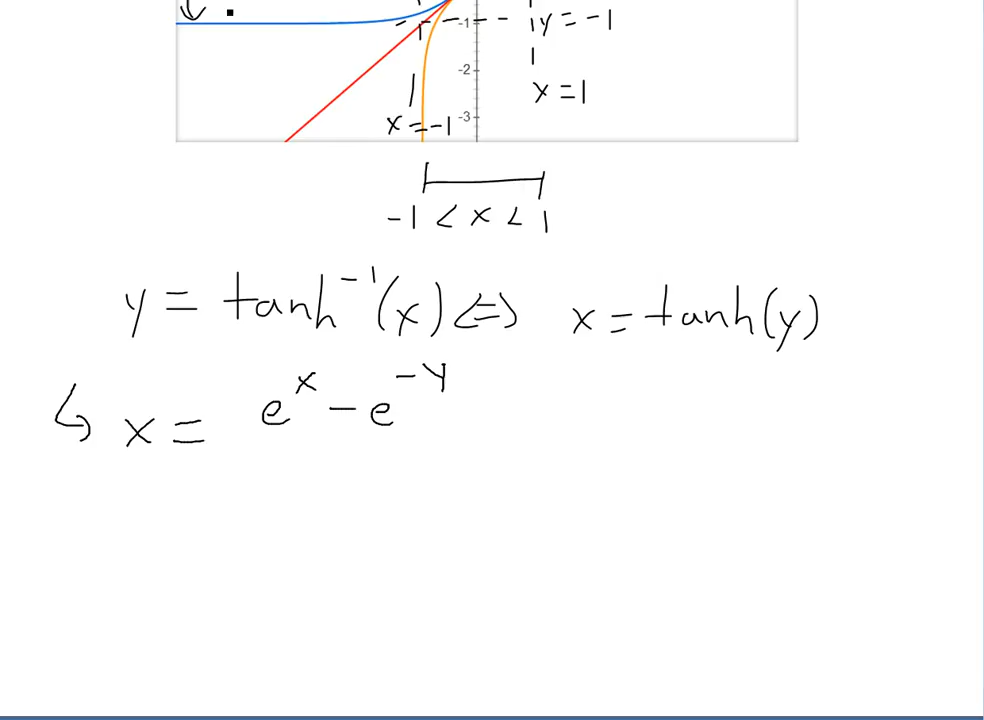 -1 y = -1
-2
x = 1
x = -1 -3
-1 < x < 1
y = tanh⁻¹(x) ⇔ x = tanh(y)
↳ x = eˣ - e⁻ʸ